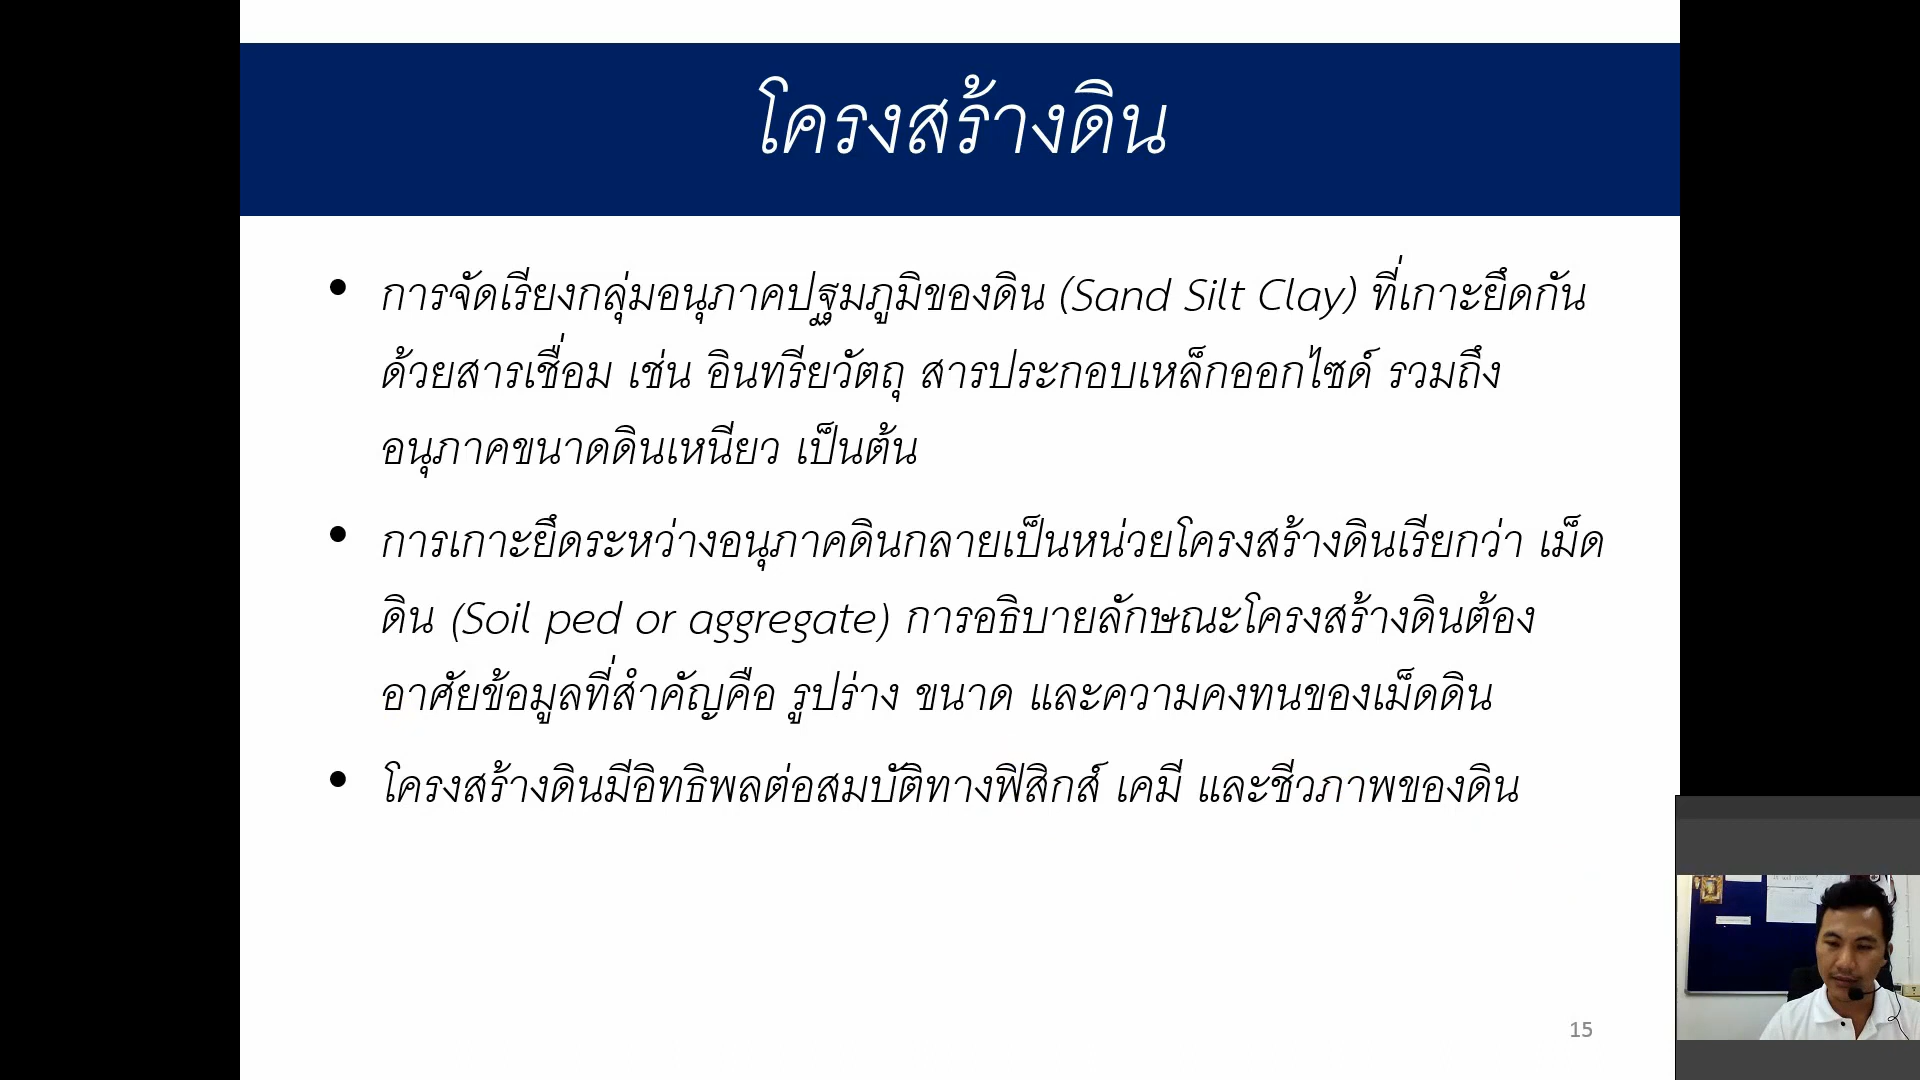 โครงสร้างดิน
• การจัดเรียงกลุ่มอนุภาคปฐมภูมิของดิน (Sand Silt Clay) ที่เกาะยึดกัน
ด้วยสารเชื่อม เช่น อินทรียวัตถุ สารประกอบเหล็กออกไซด์ รวมถึง
อนุภาคขนาดดินเหนียว เป็นต้น
• การเกาะยึดระหว่างอนุภาคดินกลายเป็นหน่วยโครงสร้างดินเรียกว่า เม็ด
ดิน (Soil ped or aggregate) การอธิบายลักษณะโครงสร้างดินต้อง
อาศัยข้อมูลที่สำคัญคือ รูปร่าง ขนาด และความคงทนของเม็ดดิน
• โครงสร้างดินมีอิทธิพลต่อสมบัติทางฟิสิกส์ เคมี และชีวภาพของดิน
15